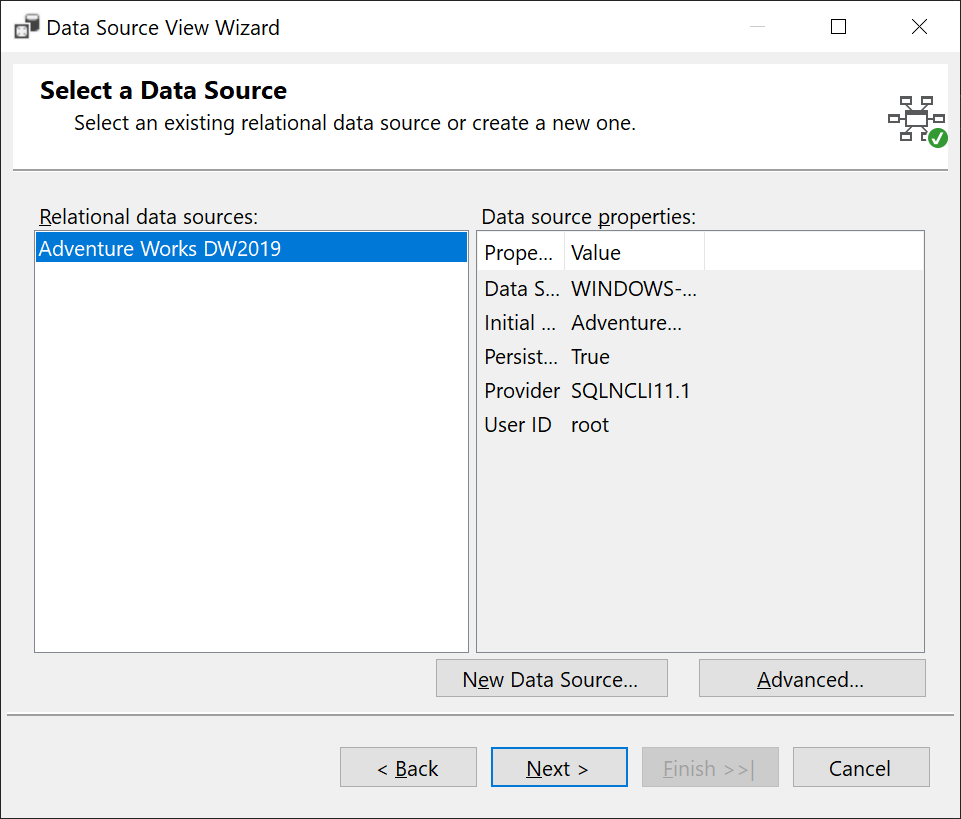 Data Source View Wizard
Select a Data Source
Select an existing relational data source or create a new one.
Relational data sources:
Adventure Works DW2019
Data source properties:
Prope... Value
Data S... WINDOWS-...
Initial ... Adventure...
Persist... True
Provider SQLNCLI11.1
User ID root
New Data Source... Advanced...
< Back Next > Finish >>| Cancel